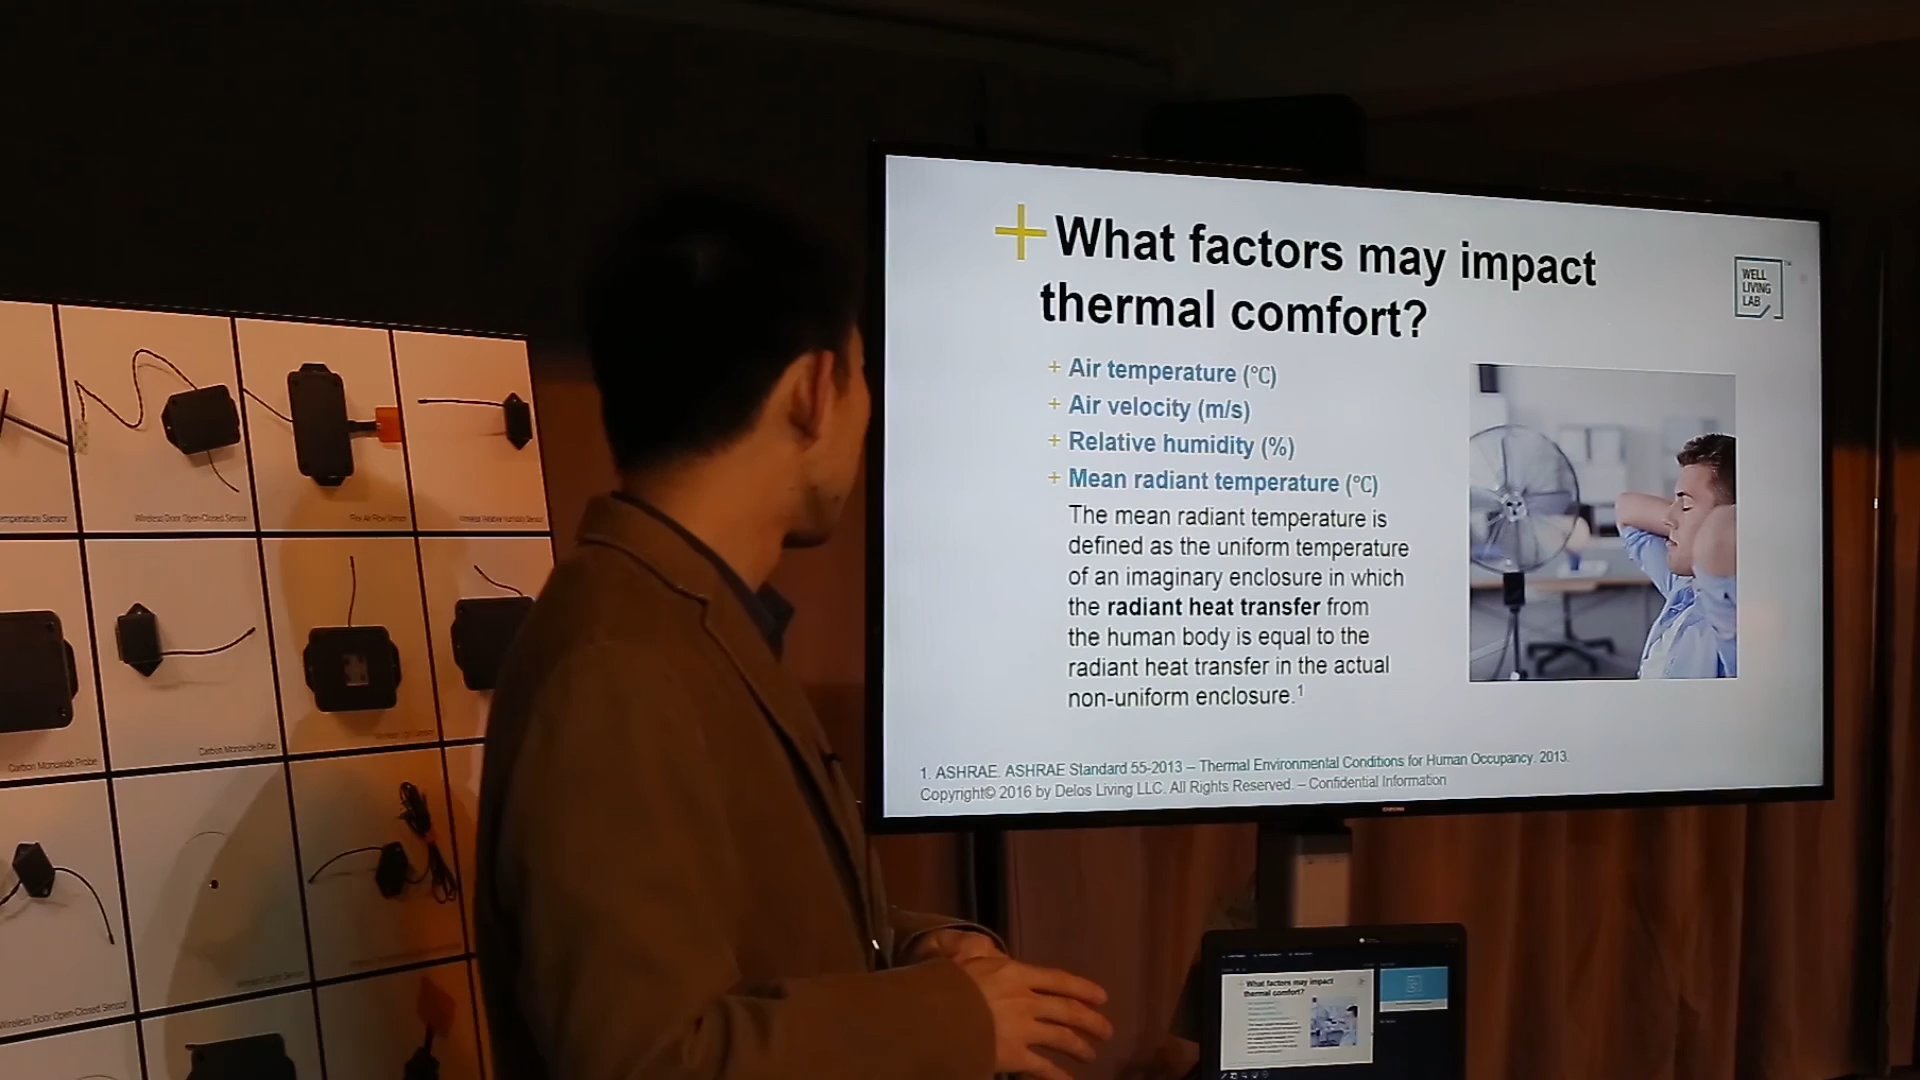 What factors may impact
thermal comfort?
WELL
LIVING
LAB
™
+ Air temperature (℃)
+ Air velocity (m/s)
+ Relative humidity (%)
+ Mean radiant temperature (℃)
The mean radiant temperature is
defined as the uniform temperature
of an imaginary enclosure in which
the radiant heat transfer from
the human body is equal to the
radiant heat transfer in the actual
non-uniform enclosure.1
1. ASHRAE. ASHRAE Standard 55-2013 – Thermal Environmental Conditions for Human Occupancy. 2013.
Copyright© 2016 by Delos Living LLC. All Rights Reserved. – Confidential Information
SAMSUNG
Temperature Sensor
Wireless Door Open-Closed Sensor
Carbon Monoxide Probe
Carbon Monoxide Probe
Wireless Door Open-Closed Sensor
What factors may impact
thermal comfort?